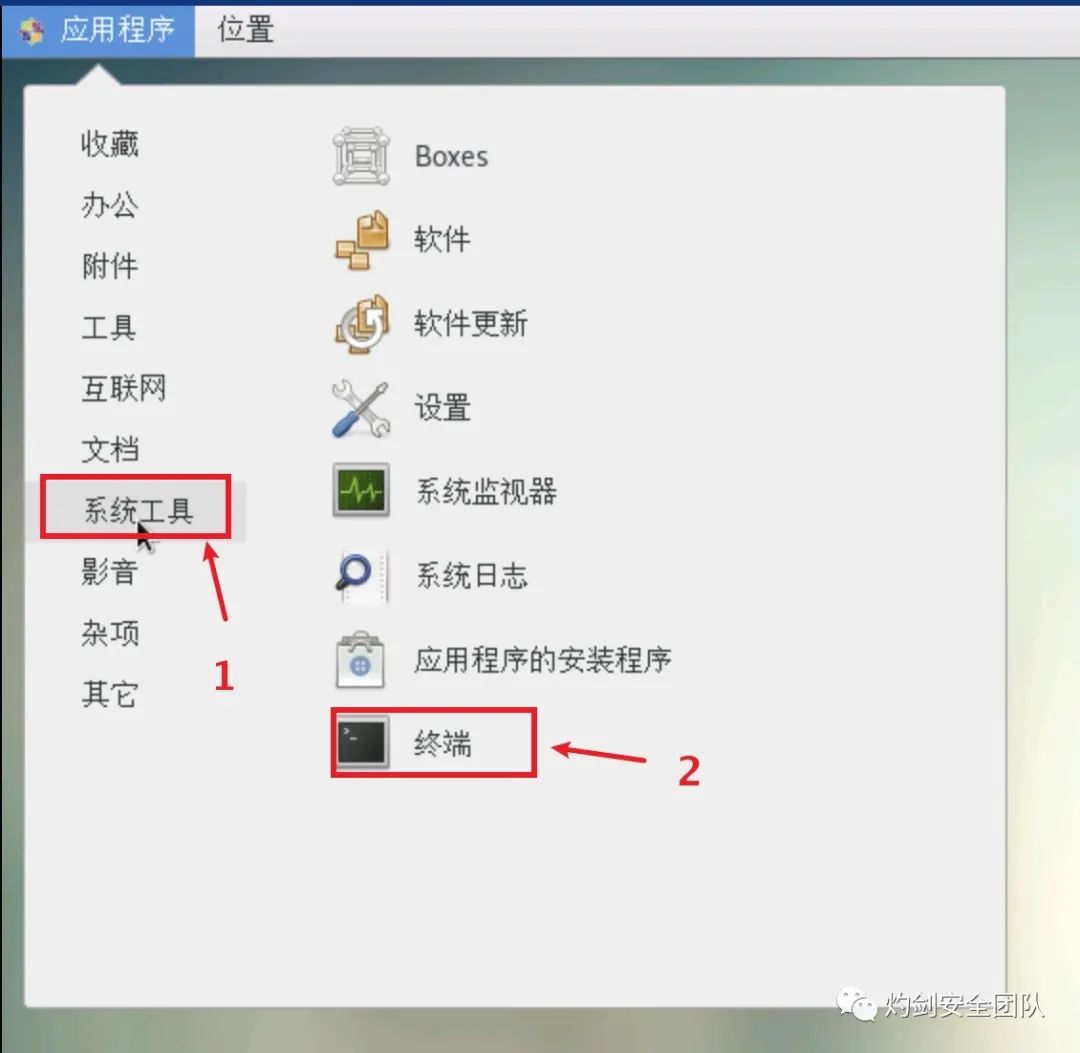 应用程序 位置
收藏
办公
附件
工具
互联网
文档
系统工具
影音
杂项
其它
1
Boxes
软件
软件更新
设置
系统监视器
系统日志
应用程序的安装程序
终端
2
灼剑安全团队